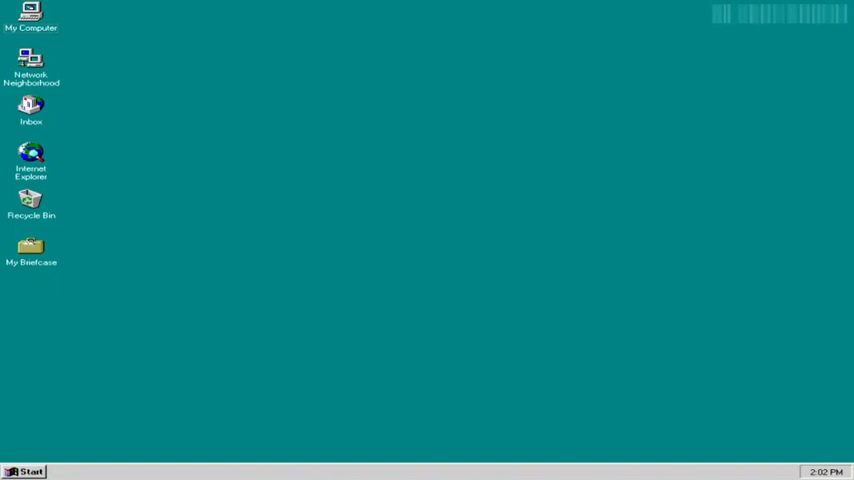 My Computer
Network
Neighborhood
Inbox
Internet
Explorer
Recycle Bin
My Briefcase
Start
2:02 PM